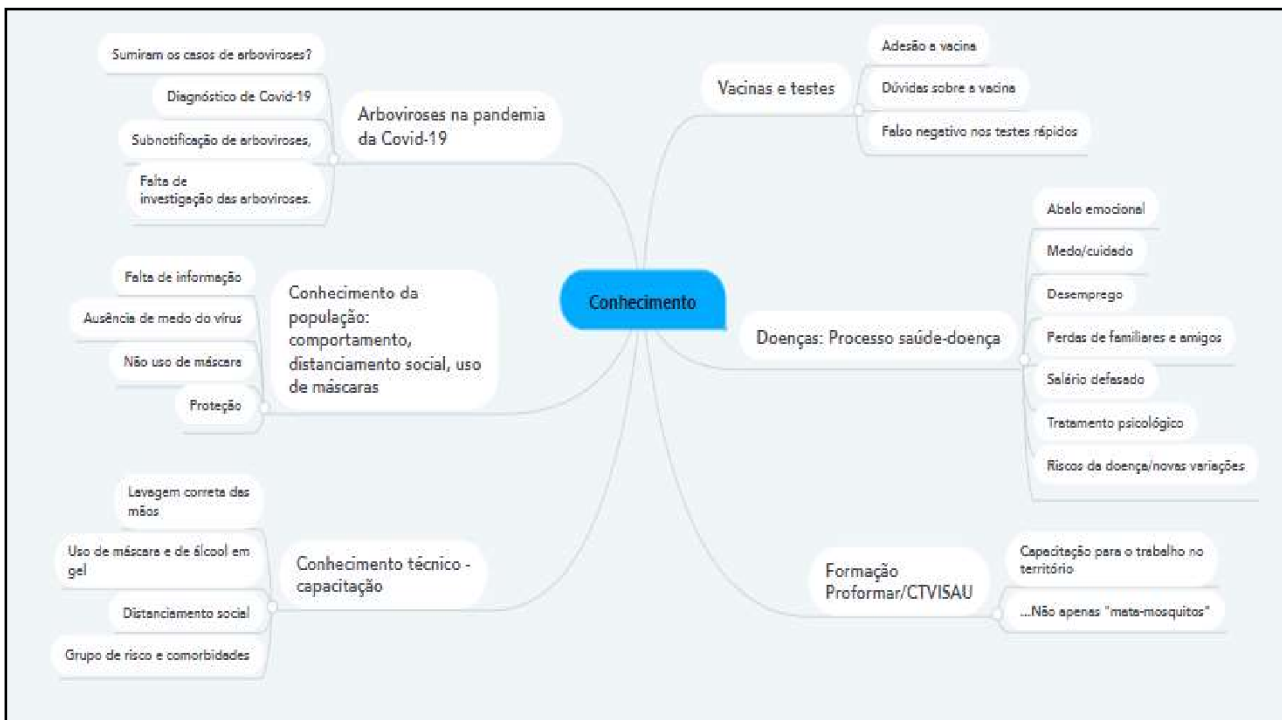 Sumiram os casos de arboviroses?
Diagnóstico de Covid-19
Subnotificação de arboviroses,
Falta de
investigação das arboviroses.
Arboviroses na pandemia
da Covid-19
Falta de informação
Ausência de medo do vírus
Não uso de máscara
Proteção
Conhecimento da
população:
comportamento,
distanciamento social, uso
de máscaras
Lavagem correta das
mãos
Uso de máscara e de álcool em
gel
Distanciamento social
Grupo de risco e comorbidades
Conhecimento técnico -
capacitação
Conhecimento
Vacinas e testes
Adesão a vacina
Dúvidas sobre a vacina
Falso negativo nos testes rápidos
Doenças: Processo saúde-doença
Abalo emocional
Medo/cuidado
Desemprego
Perdas de familiares e amigos
Salário defasado
Tratamento psicológico
Riscos da doença/novas variações
Formação
Proformar/CTVISAU
Capacitação para o trabalho no
território
...Não apenas "mata-mosquitos"